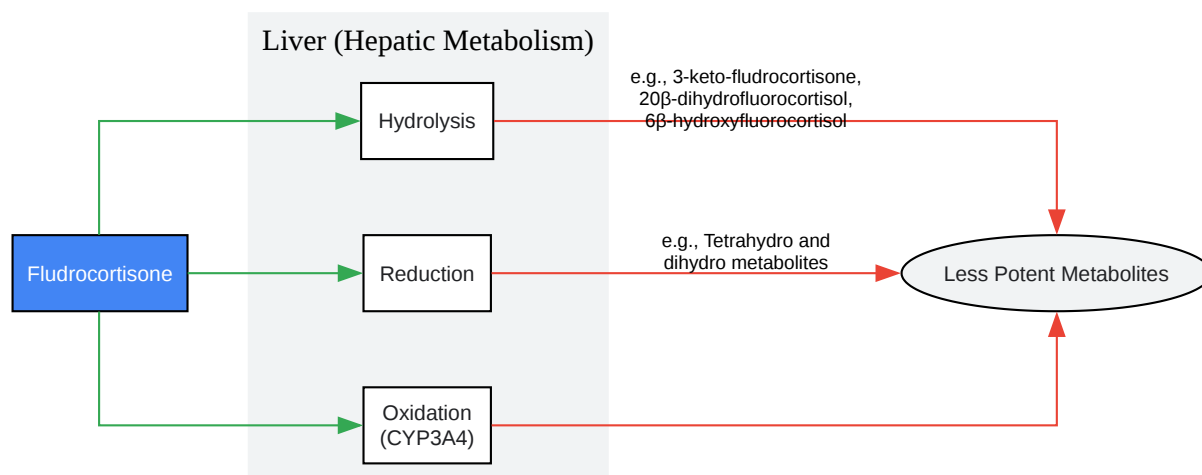 Liver (Hepatic Metabolism)
e.g., 3-keto-fludrocortisone,
20β-dihydrofluorocortisol,
6β-hydroxyfluorocortisol
Hydrolysis
Fludrocortisone
Reduction
e.g., Tetrahydro and
dihydro metabolites
Less Potent Metabolites
Oxidation
(CYP3A4)